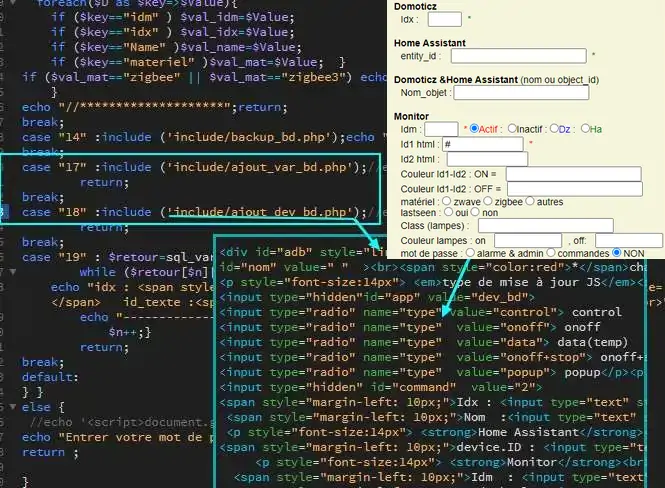 foreach($D as $key=>$Value){
if ($key=="idm" ) $val_idm=$Value;
if ($key=="idx" ) $val_idx=$Value;
if ($key=="Name" )$val_name=$Value;
if ($key=="materiel" )$val_mat=$Value;  }
if ($val_mat=="zigbee" || $val_mat=="zigbee3") echo
}
echo "//********************";return;
break;
case "14" :include ('include/backup_bd.php');echo "
break;
case "17" :include ('include/ajout_var_bd.php');//e
return;
break;
case "18" :include ('include/ajout_dev_bd.php');//e
return;
break;
case "19" : $retour=sql_var
while ($retour[$n][
echo "idx : <span style
</span>   id_texte :<sp
echo "--------------
$n++;}
return;
break;
default:
} }
else {
//echo '<script>document.g
echo "Entrer votre mot de p
return ;
}
Domoticz
Idx : *
Home Assistant
entity_id : *
Domoticz &Home Assistant (nom ou object_id)
Nom_objet :
Monitor
Idm : * Actif : Inactif : Dz : Ha
Id1 html : # *
Id2 html :
Couleur Id1-Id2 : ON =
Couleur Id1-Id2 : OFF =
matériel : zwave zigbee autres
lastseen : oui non
Class (lampes) :
Couleur lampes : on , off:
mot de passe : alarme & admin commandes NON
<div id="adb" style="lin
id="nom" value=" "  ><br><span style="color:red">*</span>cha
<p style="font-size:14px"> <em>type de mise à jour JS</em><
<input type="hidden"id="app" value="dev_bd">
<input type="radio" name="type" value="control"> control
<input type="radio" name="type"  value="onoff"> onoff
<input type="radio" name="type"  value="data"> data(temp)
<input type="radio" name="type"  value="onoff+stop"> onoff+s
<input type="radio" name="type"  value="popup"> popup</p><p
<input type="hidden" id="command"  value="2">
<span style="margin-left: 10px;">Idx : <input type="text" s
<span style="margin-left: 10px;">Nom  :<input type="text"
<p style="font-size:14px"> <strong>Home Assistant</strong>
<span style="margin-left: 10px;">device.ID : <input type="t
<p style="font-size:14px"> <strong>Monitor</strong><br
<span style="margin-left: 10px;">Idm  : <input type="text"